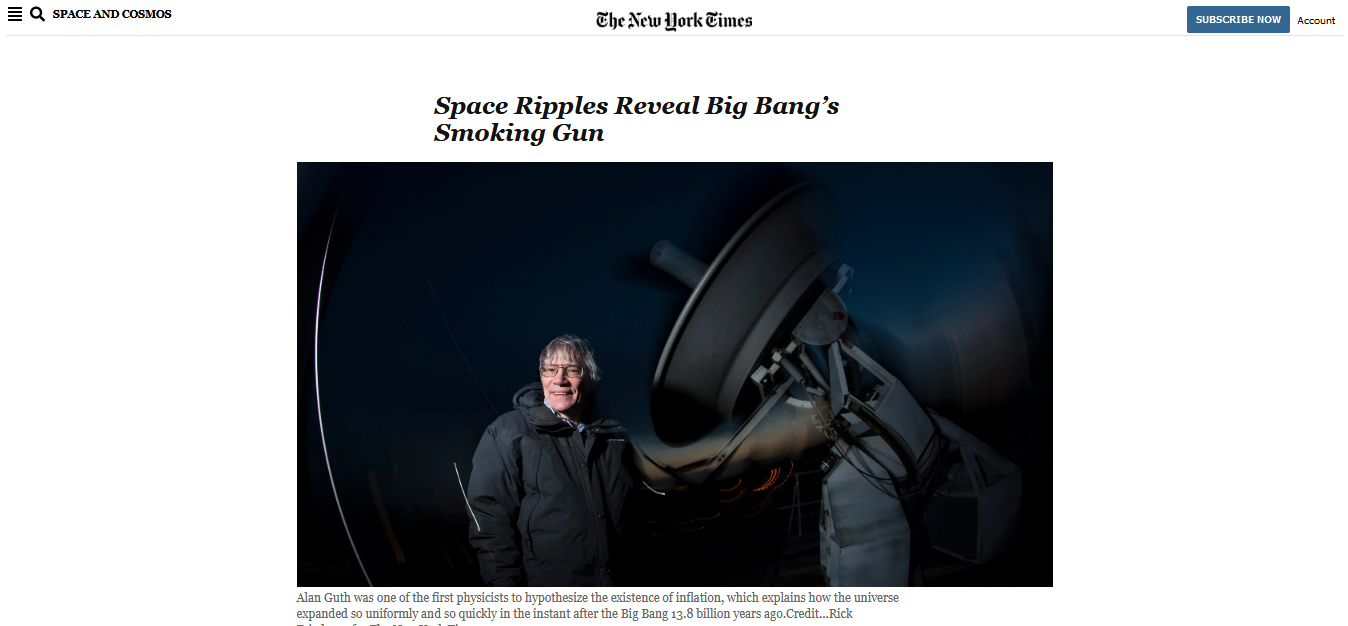 SPACE AND COSMOS
The New York Times
SUBSCRIBE NOW
Account
Space Ripples Reveal Big Bang’s
Smoking Gun
Alan Guth was one of the first physicists to hypothesize the existence of inflation, which explains how the universe
expanded so uniformly and so quickly in the instant after the Big Bang 13.8 billion years ago.Credit...Rick